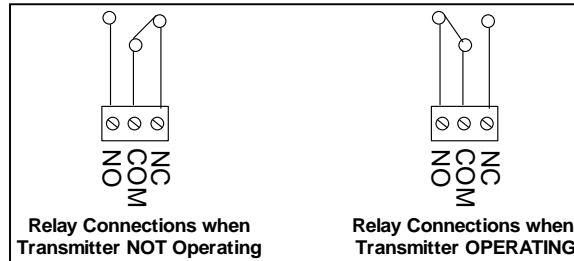 NO COM NC
NO COM NC
Relay Connections when
Transmitter NOT Operating
Relay Connections when
Transmitter OPERATING